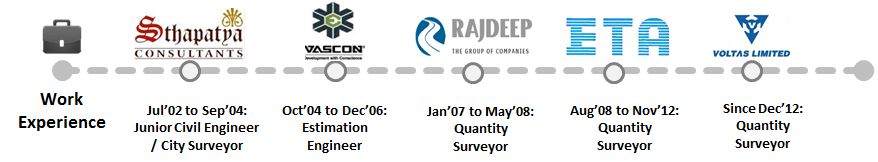 Sthapatya
CONSULTANTS
VASCON
Development with Conscience
RAJDEEP
THE GROUP OF COMPANIES
ETA
VOLTAS LIMITED
Work
Experience
Jul'02 to Sep'04:
Junior Civil Engineer
/ City Surveyor
Oct'04 to Dec'06:
Estimation
Engineer
Jan'07 to May'08:
Quantity
Surveyor
Aug'08 to Nov'12:
Quantity
Surveyor
Since Dec'12:
Quantity
Surveyor